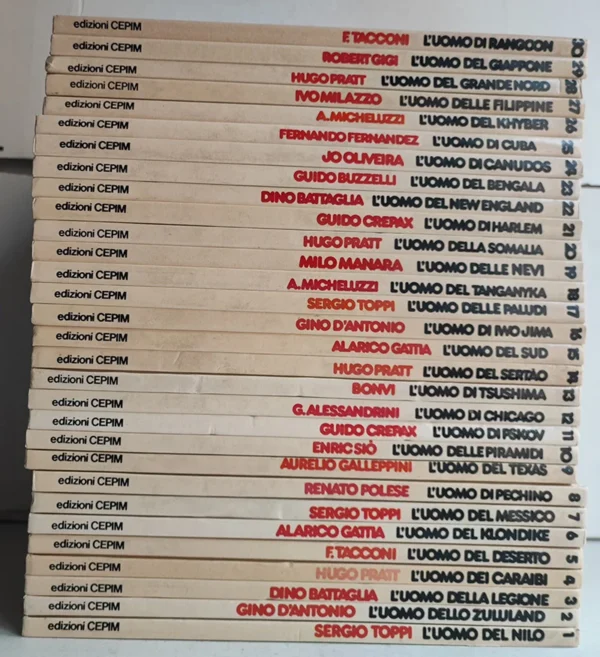 edizioni CEPIM F. TACCONI L'UOMO DI RANGOON 30
edizioni CEPIM ROBERT GIGI L'UOMO DEL GIAPPONE 29
edizioni CEPIM HUGO PRATT L'UOMO DEL GRANDE NORD 28
edizioni CEPIM IVO MILAZZO L'UOMO DELLE FILIPPINE 27
edizioni CEPIM A. MICHELUZZI L'UOMO DEL KHYBER 26
edizioni CEPIM FERNANDO FERNANDEZ L'UOMO DI CUBA 25
edizioni CEPIM JO OLIVEIRA L'UOMO DI CANUDOS 24
edizioni CEPIM GUIDO BUZZELLI L'UOMO DEL BENGALA 23
edizioni CEPIM DINO BATTAGLIA L'UOMO DEL NEW ENGLAND 22
edizioni CEPIM GUIDO CREPAX L'UOMO DI HARLEM 21
edizioni CEPIM HUGO PRATT L'UOMO DELLA SOMALIA 20
edizioni CEPIM MILO MANARA L'UOMO DELLE NEVI 19
edizioni CEPIM A. MICHELUZZI L'UOMO DEL TANGANYKA 18
edizioni CEPIM SERGIO TOPPI L'UOMO DELLE PALUDI 17
edizioni CEPIM GINO D'ANTONIO L'UOMO DI IWO JIMA 16
edizioni CEPIM ALARICO GATTIA L'UOMO DEL SUD 15
edizioni CEPIM HUGO PRATT L'UOMO DEL SERTÃO 14
edizioni CEPIM BONVI L'UOMO DI TSUSHIMA 13
edizioni CEPIM G. ALESSANDRINI L'UOMO DI CHICAGO 12
edizioni CEPIM GUIDO CREPAX L'UOMO DI PSKOV 11
edizioni CEPIM ENRIC SIÒ L'UOMO DELLE PIRAMIDI 10
edizioni CEPIM AURELIO GALLEPPINI L'UOMO DEL TEXAS 9
edizioni CEPIM RENATO POLESE L'UOMO DI PECHINO 8
edizioni CEPIM SERGIO TOPPI L'UOMO DEL MESSICO 7
edizioni CEPIM ALARICO GATTIA L'UOMO DEL KLONDIKE 6
edizioni CEPIM F. TACCONI L'UOMO DEL DESERTO 5
edizioni CEPIM HUGO PRATT L'UOMO DEI CARAIBI 4
edizioni CEPIM DINO BATTAGLIA L'UOMO DELLA LEGIONE 3
edizioni CEPIM GINO D'ANTONIO L'UOMO DELLO ZULULAND 2
edizioni CEPIM SERGIO TOPPI L'UOMO DEL NILO 1